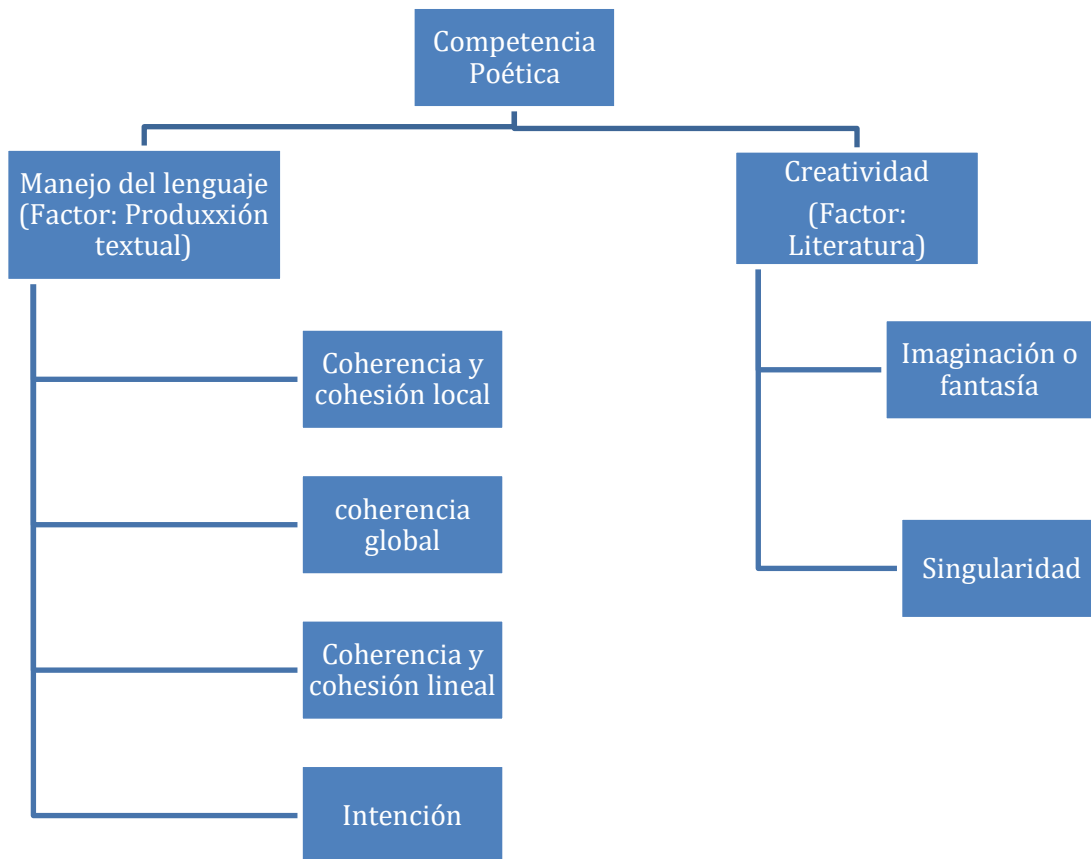 Competencia
Poética
Manejo del lenguaje
(Factor: Produxxión
textual)
Coherencia y
cohesión local
coherencia
global
Coherencia y
cohesión lineal
Intención
Creatividad
(Factor:
Literatura)
Imaginación o
fantasía
Singularidad